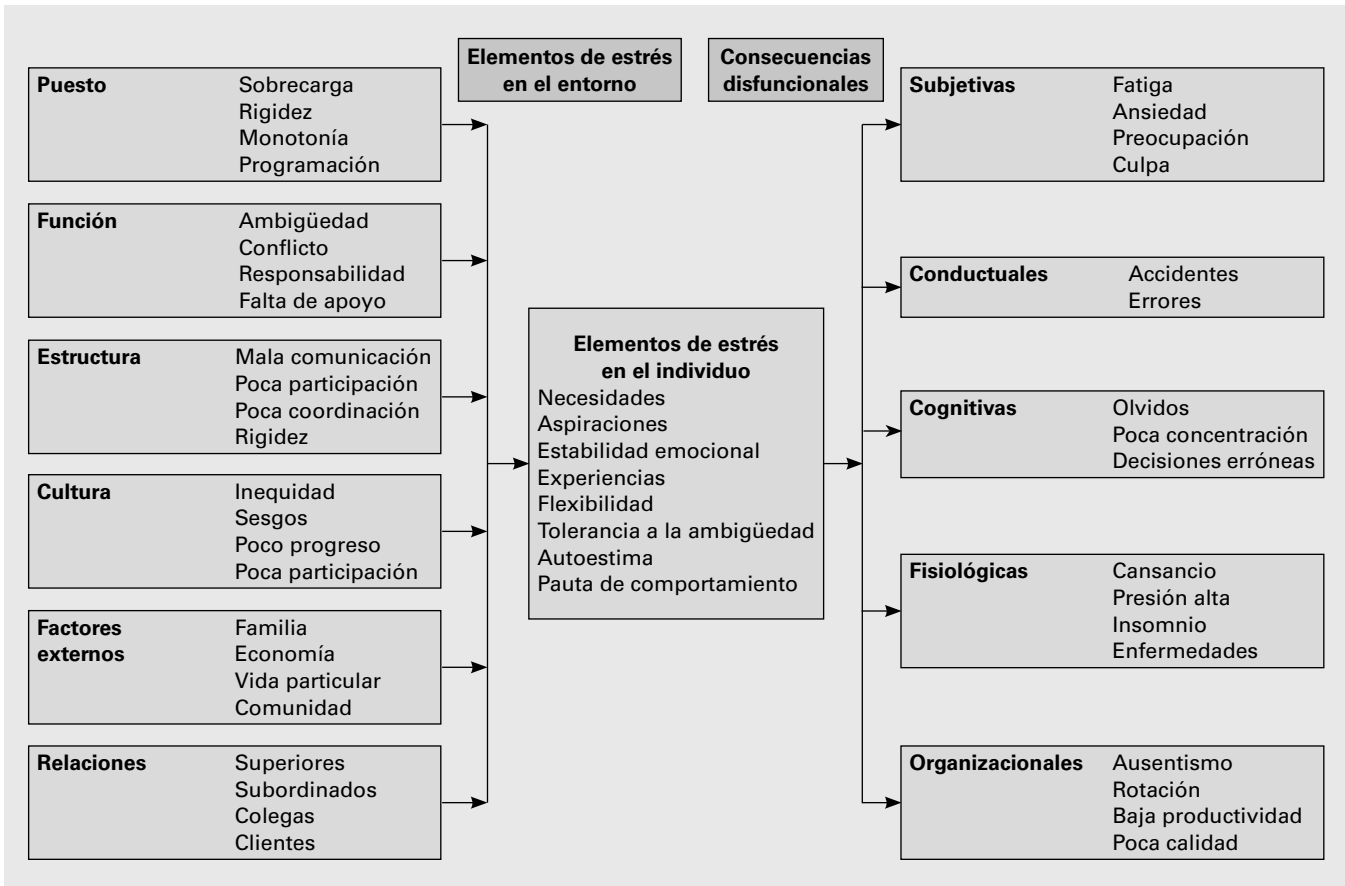 Elementos de estrés
en el entorno
Consecuencias
disfuncionales
Puesto Sobrecarga
Rigidez
Monotonía
Programación
Función Ambigüedad
Conflicto
Responsabilidad
Falta de apoyo
Estructura Mala comunicación
Poca participación
Poca coordinación
Rigidez
Cultura Inequidad
Sesgos
Poco progreso
Poca participación
Factores Familia
externos Economía
Vida particular
Comunidad
Relaciones Superiores
Subordinados
Colegas
Clientes
Elementos de estrés
en el individuo
Necesidades
Aspiraciones
Estabilidad emocional
Experiencias
Flexibilidad
Tolerancia a la ambigüedad
Autoestima
Pauta de comportamiento
Subjetivas Fatiga
Ansiedad
Preocupación
Culpa
Conductuales Accidentes
Errores
Cognitivas Olvidos
Poca concentración
Decisiones erróneas
Fisiológicas Cansancio
Presión alta
Insomnio
Enfermedades
Organizacionales Ausentismo
Rotación
Baja productividad
Poca calidad